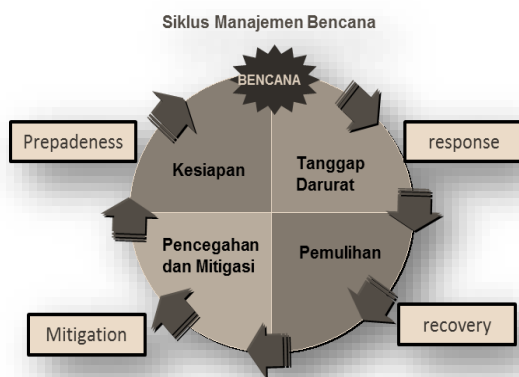 Siklus Manajemen Bencana
BENCANA
Prepadeness
Kesiapan
Tanggap
Darurat
response
Pencegahan
dan Mitigasi
Pemulihan
Mitigation
recovery